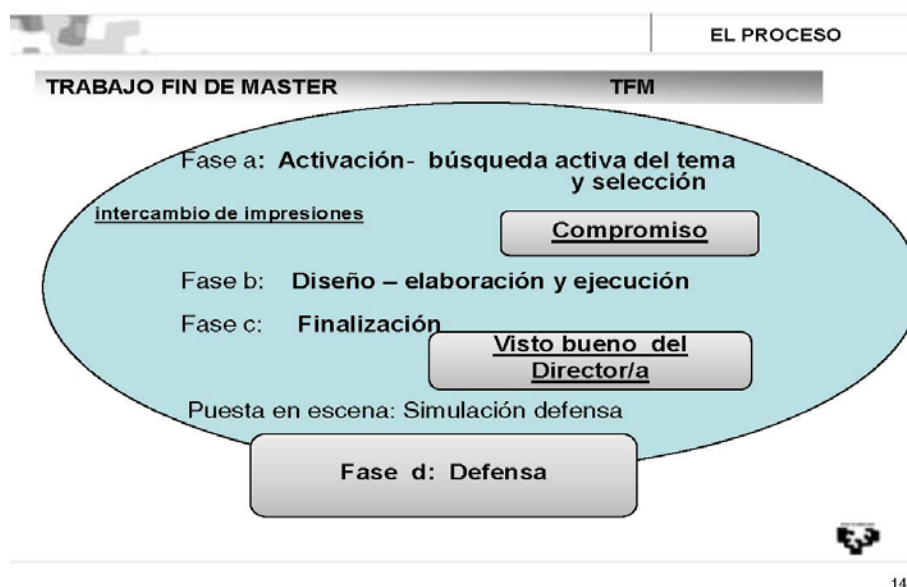 EL PROCESO
TRABAJO FIN DE MASTER TFM
Fase a: Activación- búsqueda activa del tema
y selección
intercambio de impresiones
Compromiso
Fase b: Diseño – elaboración y ejecución
Fase c: Finalización
Visto bueno del
Director/a
Puesta en escena: Simulación defensa
Fase d: Defensa
14